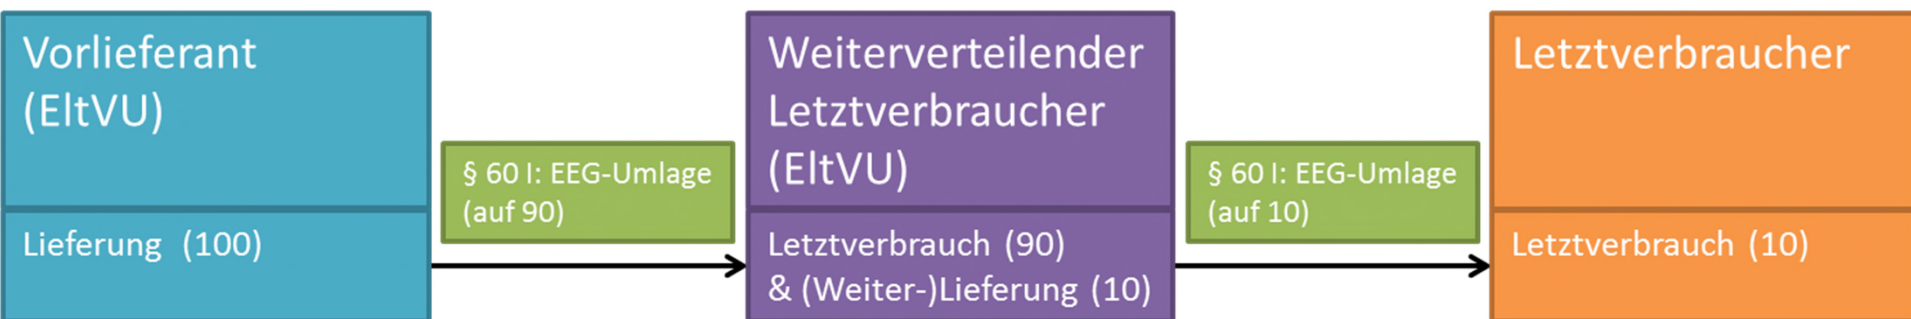 Vorlieferant
(EltVU)
Lieferung (100)
§ 60 I: EEG-Umlage
(auf 90)
Weiterverteilender
Letztverbraucher
(EltVU)
Letztverbrauch (90)
& (Weiter-)Lieferung (10)
§ 60 I: EEG-Umlage
(auf 10)
Letztverbraucher
Letztverbrauch (10)